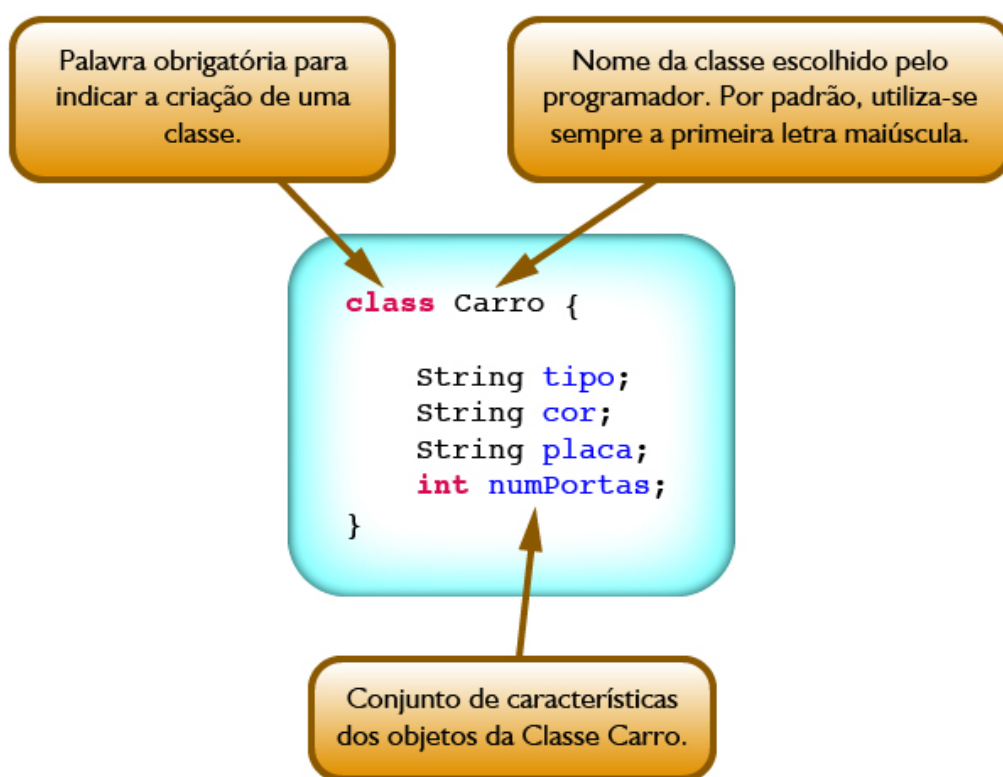 Palavra obrigatória para
indicar a criação de uma
classe.
Nome da classe escolhido pelo
programador. Por padrão, utiliza-se
sempre a primeira letra maiúscula.
class Carro {
String tipo;
String cor;
String placa;
int numPortas;
}
Conjunto de características
dos objetos da Classe Carro.